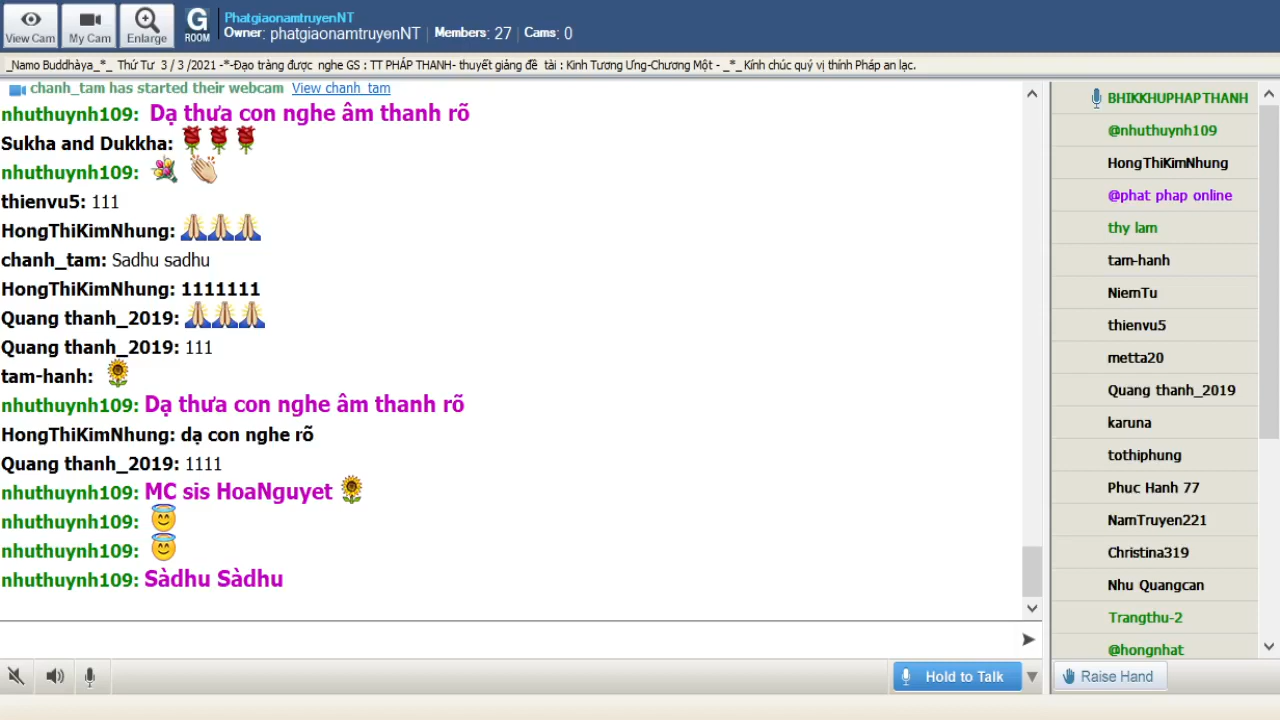 View Cam
My Cam
Enlarge
G
ROOM
PhatgiaonamtruyenNT
Owner: phatgiaonamtruyenNT | Members: 27 | Cams: 0
_Namo Buddhàya_*_ Thứ Tư 3 / 3 /2021 -*-Đạo tràng được nghe GS : TT PHÁP THANH- thuyết giảng đề tài : Kinh Tương Ưng-Chương Một - _*_ Kính chúc quý vị thính Pháp an lạc.
chanh_tam has started their webcam View chanh_tam
nhuthuynh109: Dạ thưa con nghe âm thanh rõ
Sukha and Dukkha:
nhuthuynh109:
thienvu5: 111
HongThiKimNhung:
chanh_tam: Sadhu sadhu
HongThiKimNhung: 1111111
Quang thanh_2019:
Quang thanh_2019: 111
tam-hanh:
nhuthuynh109: Dạ thưa con nghe âm thanh rõ
HongThiKimNhung: dạ con nghe rõ
Quang thanh_2019: 1111
nhuthuynh109: MC sis HoaNguyet
nhuthuynh109:
nhuthuynh109:
nhuthuynh109: Sàdhu Sàdhu
Hold to Talk
BHIKKHUPHAPTHANH
@nhuthuynh109
HongThiKimNhung
@phat phap online
thy lam
tam-hanh
NiemTu
thienvu5
metta20
Quang thanh_2019
karuna
tothiphung
Phuc Hanh 77
NamTruyen221
Christina319
Nhu Quangcan
Trangthu-2
@hongnhat
Raise Hand